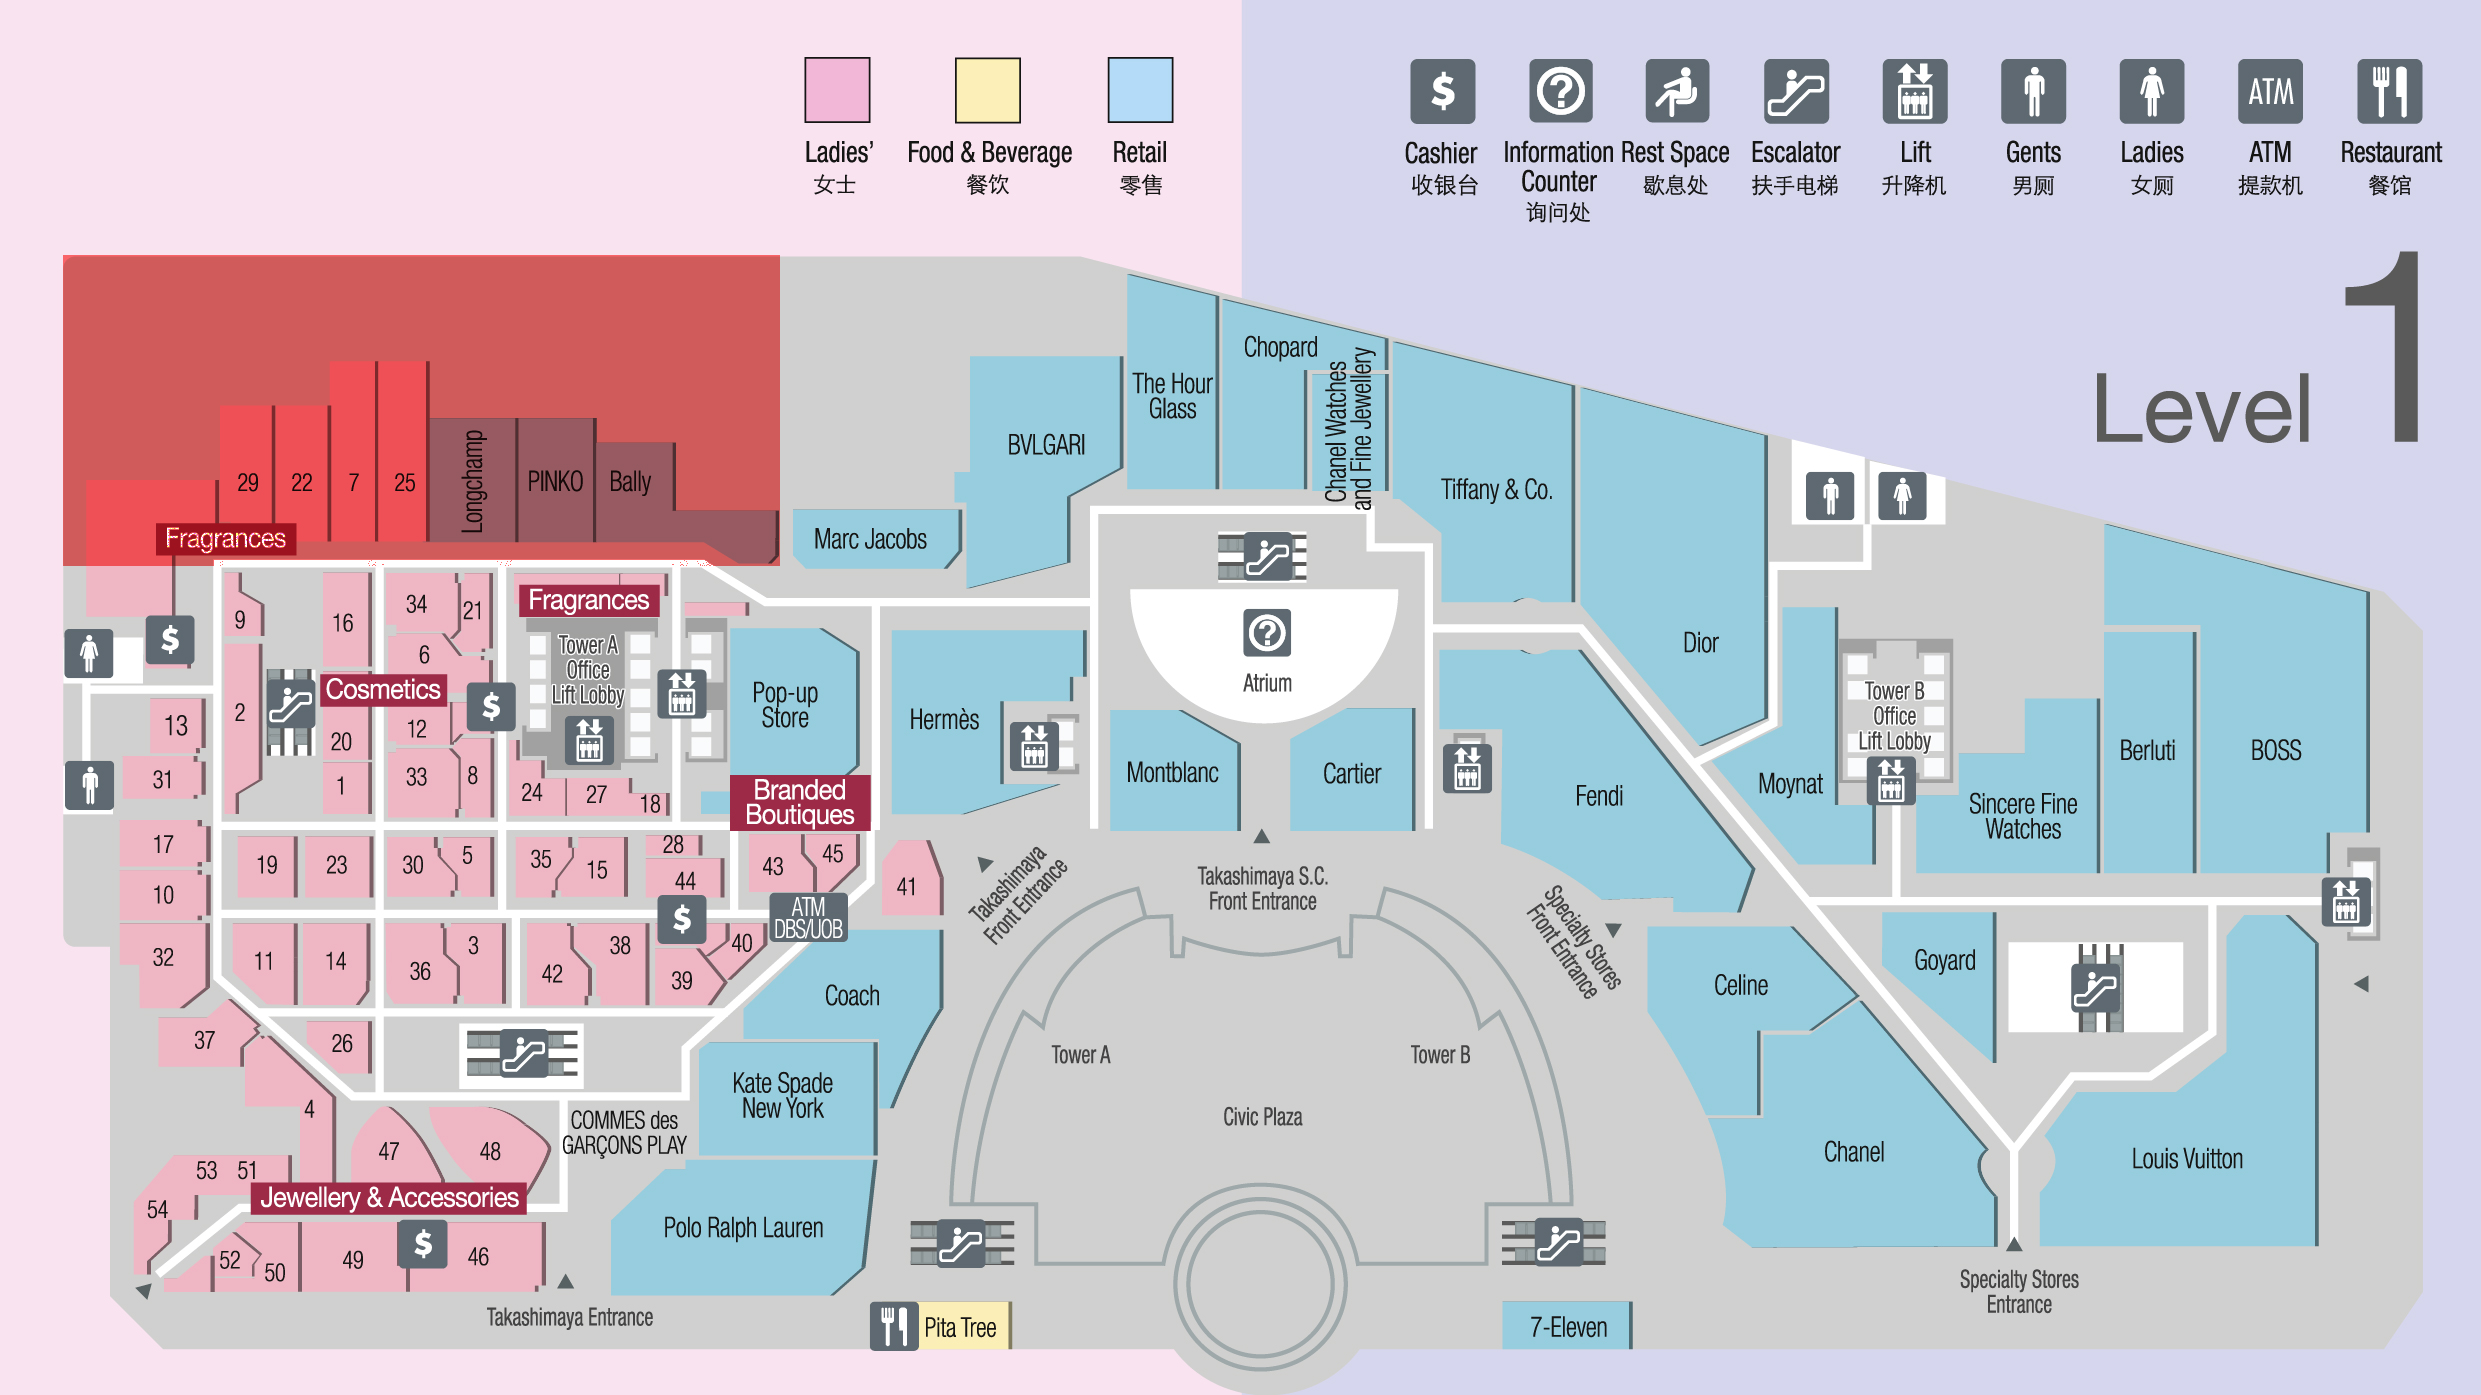 Ladies'
女士
Food & Beverage
餐饮
Retail
零售
$
Cashier
收银台
?
Information
Counter
询问处
Rest Space
歇息处
Escalator
扶手电梯
Lift
升降机
Gents
男厕
Ladies
女厕
ATM
ATM
提款机
Restaurant
餐馆
Level 1
29
22
7
25
Longchamp
PINKO
Bally
Fragrances
Marc Jacobs
BVLGARI
The Hour
Glass
Chopard
Chanel Watches
and Fine Jewellery
Tiffany & Co.
Dior
9
16
34
21
6
Fragrances
Tower A
Office
Lift Lobby
$
2
Cosmetics
$
12
20
1
33
8
24
27
18
13
31
Pop-up
Store
Branded
Boutiques
Hermès
?
Atrium
Montblanc
Cartier
Fendi
Moynat
Tower B
Office
Lift Lobby
Sincere Fine
Watches
Berluti
BOSS
17
10
32
19
23
30
5
35
15
28
44
43
45
41
$
ATM
DBS/UOB
11
14
36
3
42
38
39
40
Takashimaya
Front Entrance
Takashimaya S.C.
Front Entrance
Specialty Stores
Front Entrance
Coach
Celine
Goyard
37
26
4
47
48
COMMES des
GARÇONS PLAY
Kate Spade
New York
Tower A
Tower B
Civic Plaza
Chanel
Louis Vuitton
53
51
54
Jewellery & Accessories
52
50
49
$
46
Polo Ralph Lauren
Takashimaya Entrance
Pita Tree
7-Eleven
Specialty Stores
Entrance